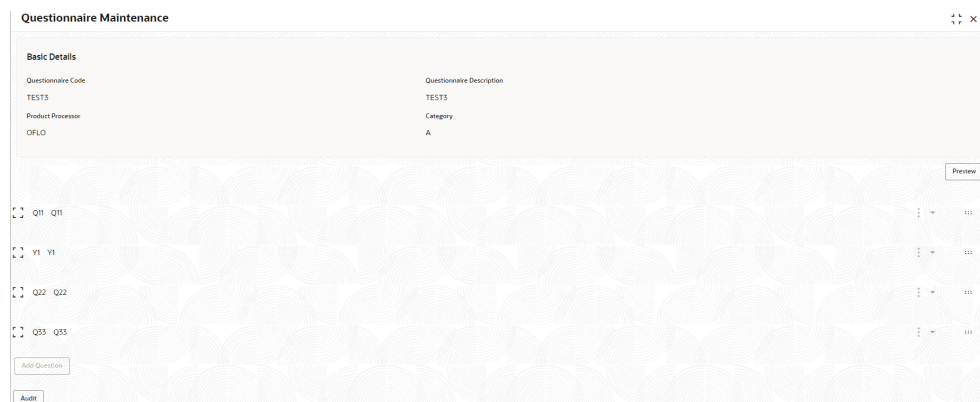 Questionnaire Maintenance
Basic Details
Questionnaire Code
Questionnaire Description
TEST3
TEST3
Product Processor
Category
OFLO
A
Preview
Q11 Q11
Y1 Y1
Q22 Q22
Q33 Q33
Add Question
Audit